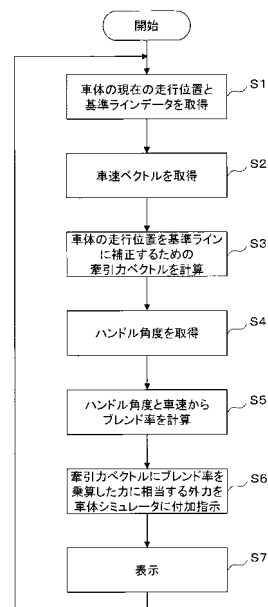 開始
S1
車体の現在の走行位置と
基準ラインデータを取得
S2
車速ベクトルを取得
S3
車体の走行位置を基準ライン
に補正するための
牽引力ベクトルを計算
S4
ハンドル角度を取得
S5
ハンドル角度と車速から
ブレンド率を計算
S6
牽引力ベクトルにブレンド率を
乗算した力に相当する外力を
車体シミュレータに付加指示
S7
表示